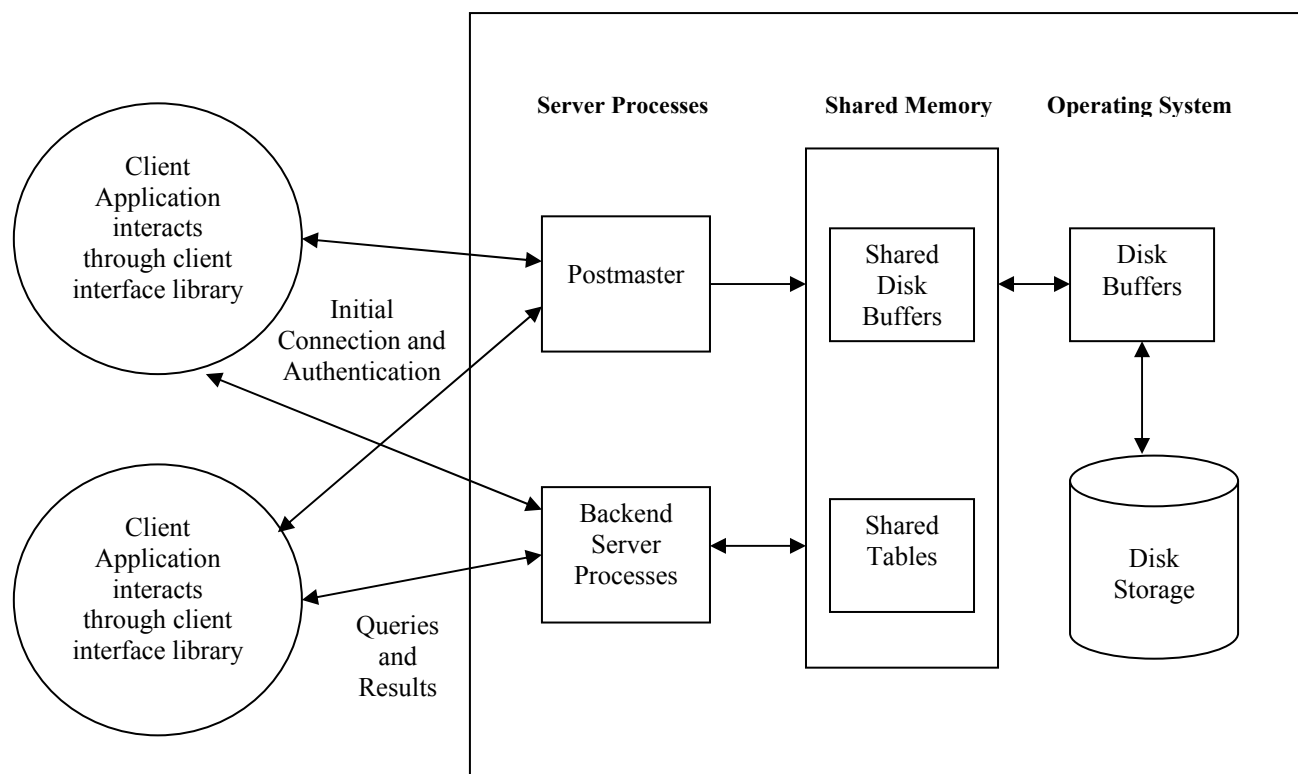 Server Processes
Shared Memory
Operating System
Client
Application
interacts
through client
interface library
Postmaster
Shared
Disk
Buffers
Disk
Buffers
Initial
Connection and
Authentication
Client
Application
interacts
through client
interface library
Backend
Server
Processes
Shared
Tables
Disk
Storage
Queries
and
Results